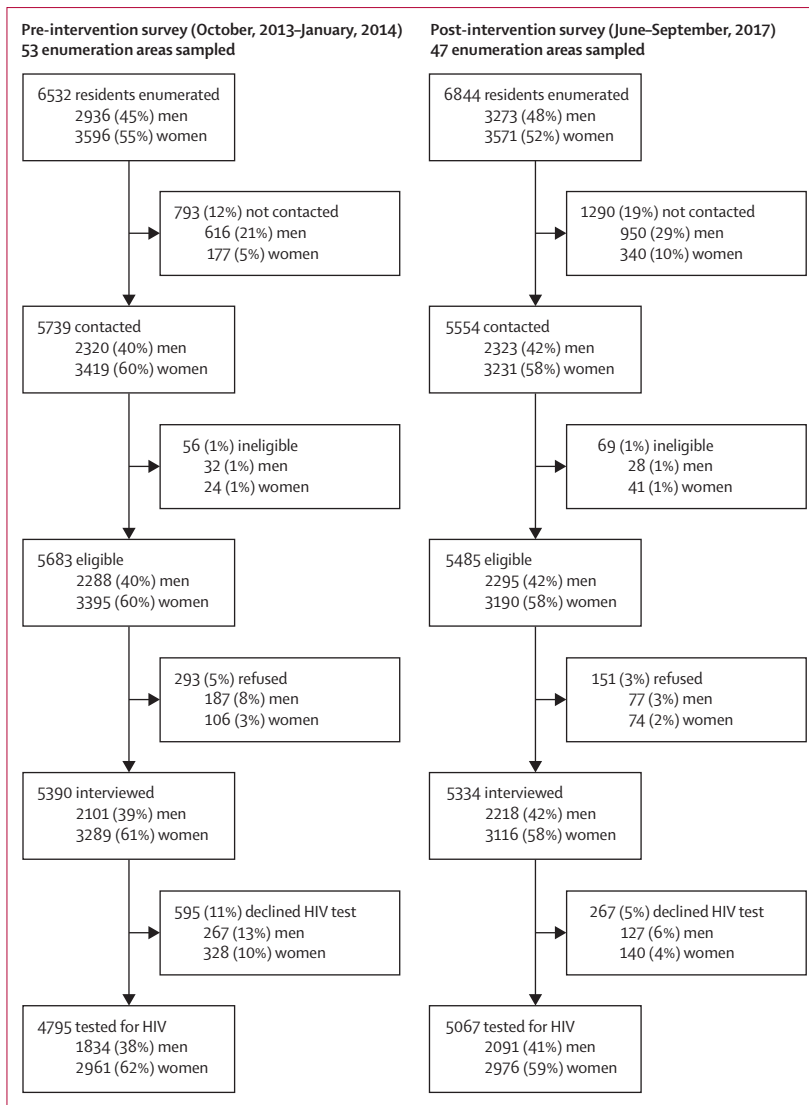 Pre-intervention survey (October, 2013–January, 2014)
53 enumeration areas sampled
6532 residents enumerated
2936 (45%) men
3596 (55%) women
793 (12%) not contacted
616 (21%) men
177 (5%) women
5739 contacted
2320 (40%) men
3419 (60%) women
56 (1%) ineligible
32 (1%) men
24 (1%) women
5683 eligible
2288 (40%) men
3395 (60%) women
293 (5%) refused
187 (8%) men
106 (3%) women
5390 interviewed
2101 (39%) men
3289 (61%) women
595 (11%) declined HIV test
267 (13%) men
328 (10%) women
4795 tested for HIV
1834 (38%) men
2961 (62%) women
Post-intervention survey (June–September, 2017)
47 enumeration areas sampled
6844 residents enumerated
3273 (48%) men
3571 (52%) women
1290 (19%) not contacted
950 (29%) men
340 (10%) women
5554 contacted
2323 (42%) men
3231 (58%) women
69 (1%) ineligible
28 (1%) men
41 (1%) women
5485 eligible
2295 (42%) men
3190 (58%) women
151 (3%) refused
77 (3%) men
74 (2%) women
5334 interviewed
2218 (42%) men
3116 (58%) women
267 (5%) declined HIV test
127 (6%) men
140 (4%) women
5067 tested for HIV
2091 (41%) men
2976 (59%) women